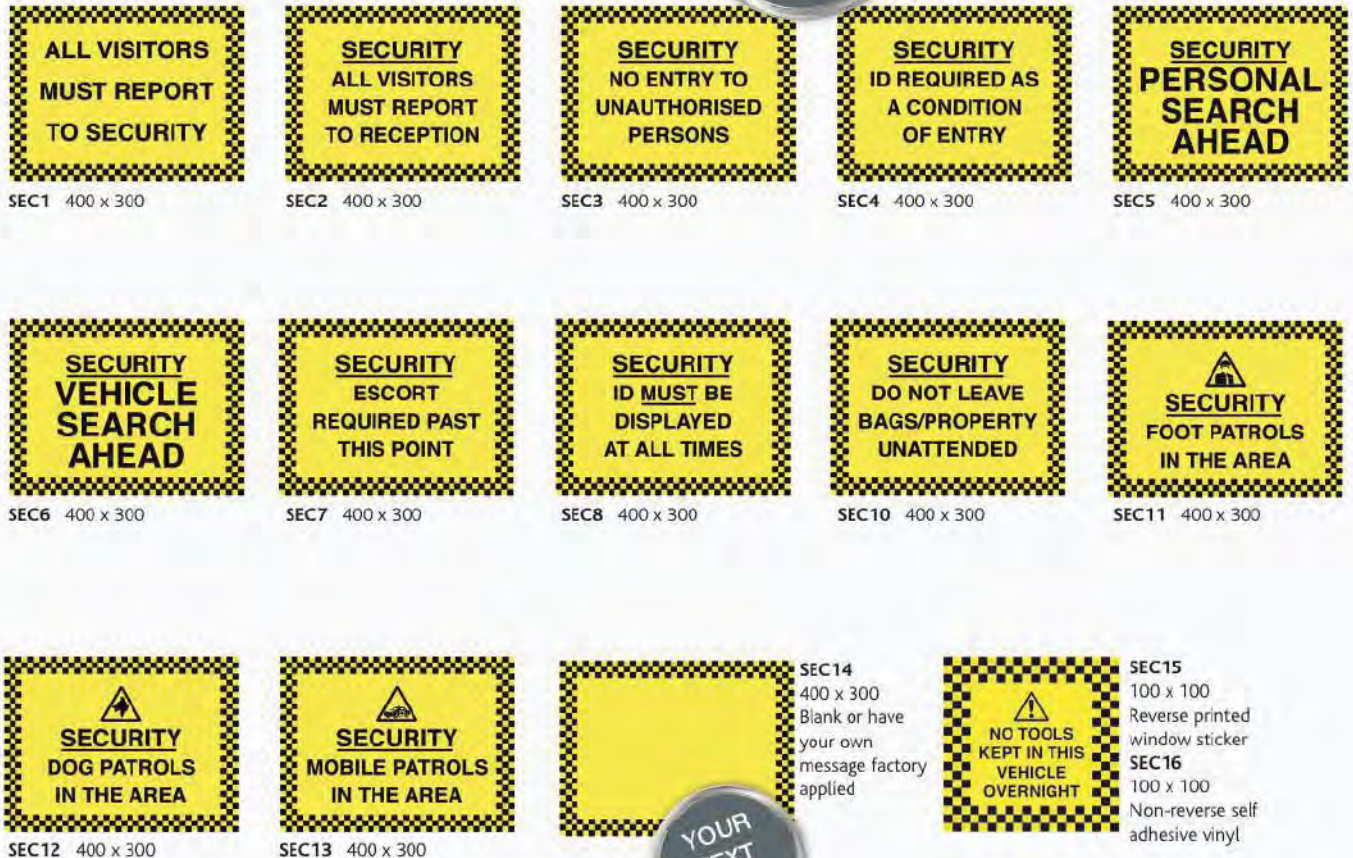 ALL VISITORS
MUST REPORT
TO SECURITY
SEC1 400 x 300
SECURITY
ALL VISITORS
MUST REPORT
TO RECEPTION
SEC2 400 x 300
SECURITY
NO ENTRY TO
UNAUTHORISED
PERSONS
SEC3 400 x 300
SECURITY
ID REQUIRED AS
A CONDITION
OF ENTRY
SEC4 400 x 300
SECURITY
PERSONAL
SEARCH
AHEAD
SEC5 400 x 300
SECURITY
VEHICLE
SEARCH
AHEAD
SEC6 400 x 300
SECURITY
ESCORT
REQUIRED PAST
THIS POINT
SEC7 400 x 300
SECURITY
ID MUST BE
DISPLAYED
AT ALL TIMES
SEC8 400 x 300
SECURITY
DO NOT LEAVE
BAGS/PROPERTY
UNATTENDED
SEC10 400 x 300
SECURITY
FOOT PATROLS
IN THE AREA
SEC11 400 x 300
SECURITY
DOG PATROLS
IN THE AREA
SEC12 400 x 300
SECURITY
MOBILE PATROLS
IN THE AREA
SEC13 400 x 300
SEC14
400 x 300
Blank or have
your own
message factory
applied
YOUR
TEXT
NO TOOLS
KEPT IN THIS
VEHICLE
OVERNIGHT
SEC15
100 x 100
Reverse printed
window sticker
SEC16
100 x 100
Non-reverse self
adhesive vinyl